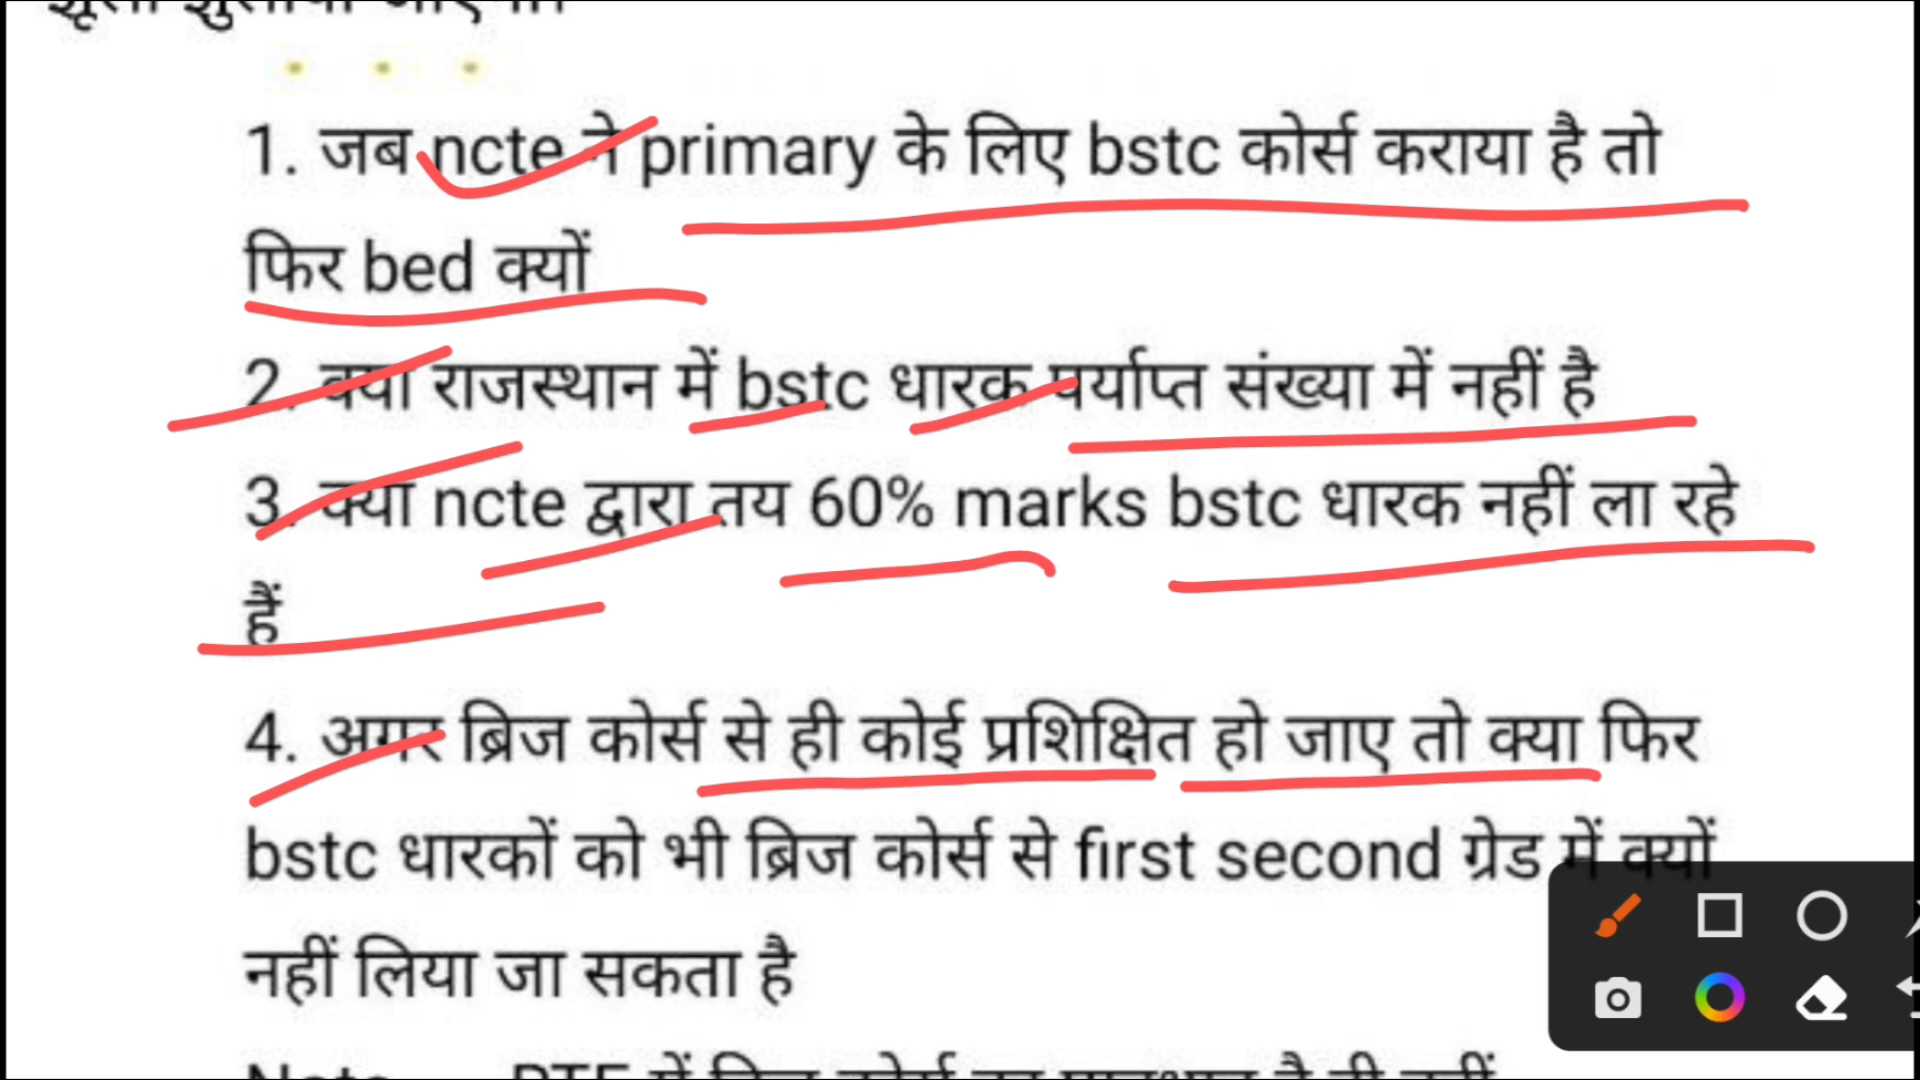 1. जब ncte ने primary के लिए bstc कोर्स कराया है तो
फिर bed क्यों
2. क्या राजस्थान में bstc धारक पर्याप्त संख्या में नहीं है
3. क्या ncte द्वारा तय 60% marks bstc धारक नहीं ला रहे
हैं
4. अगर ब्रिज कोर्स से ही कोई प्रशिक्षित हो जाए तो क्या फिर
bstc धारकों को भी ब्रिज कोर्स से first second ग्रेड में क्यों
नहीं लिया जा सकता है